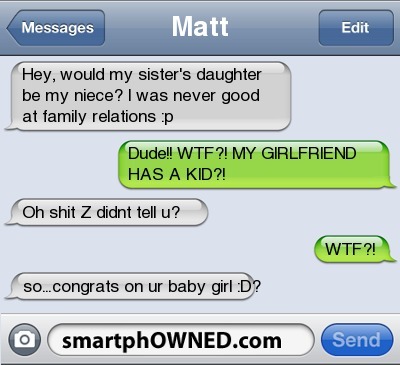 Messages
Matt
Edit
Hey, would my sister's daughter
be my niece? I was never good
at family relations :p
Dude!! WTF?! MY GIRLFRIEND
HAS A KID?!
Oh shit Z didnt tell u?
WTF?!
so...congrats on ur baby girl :D?
smartphOWNED.com
Send